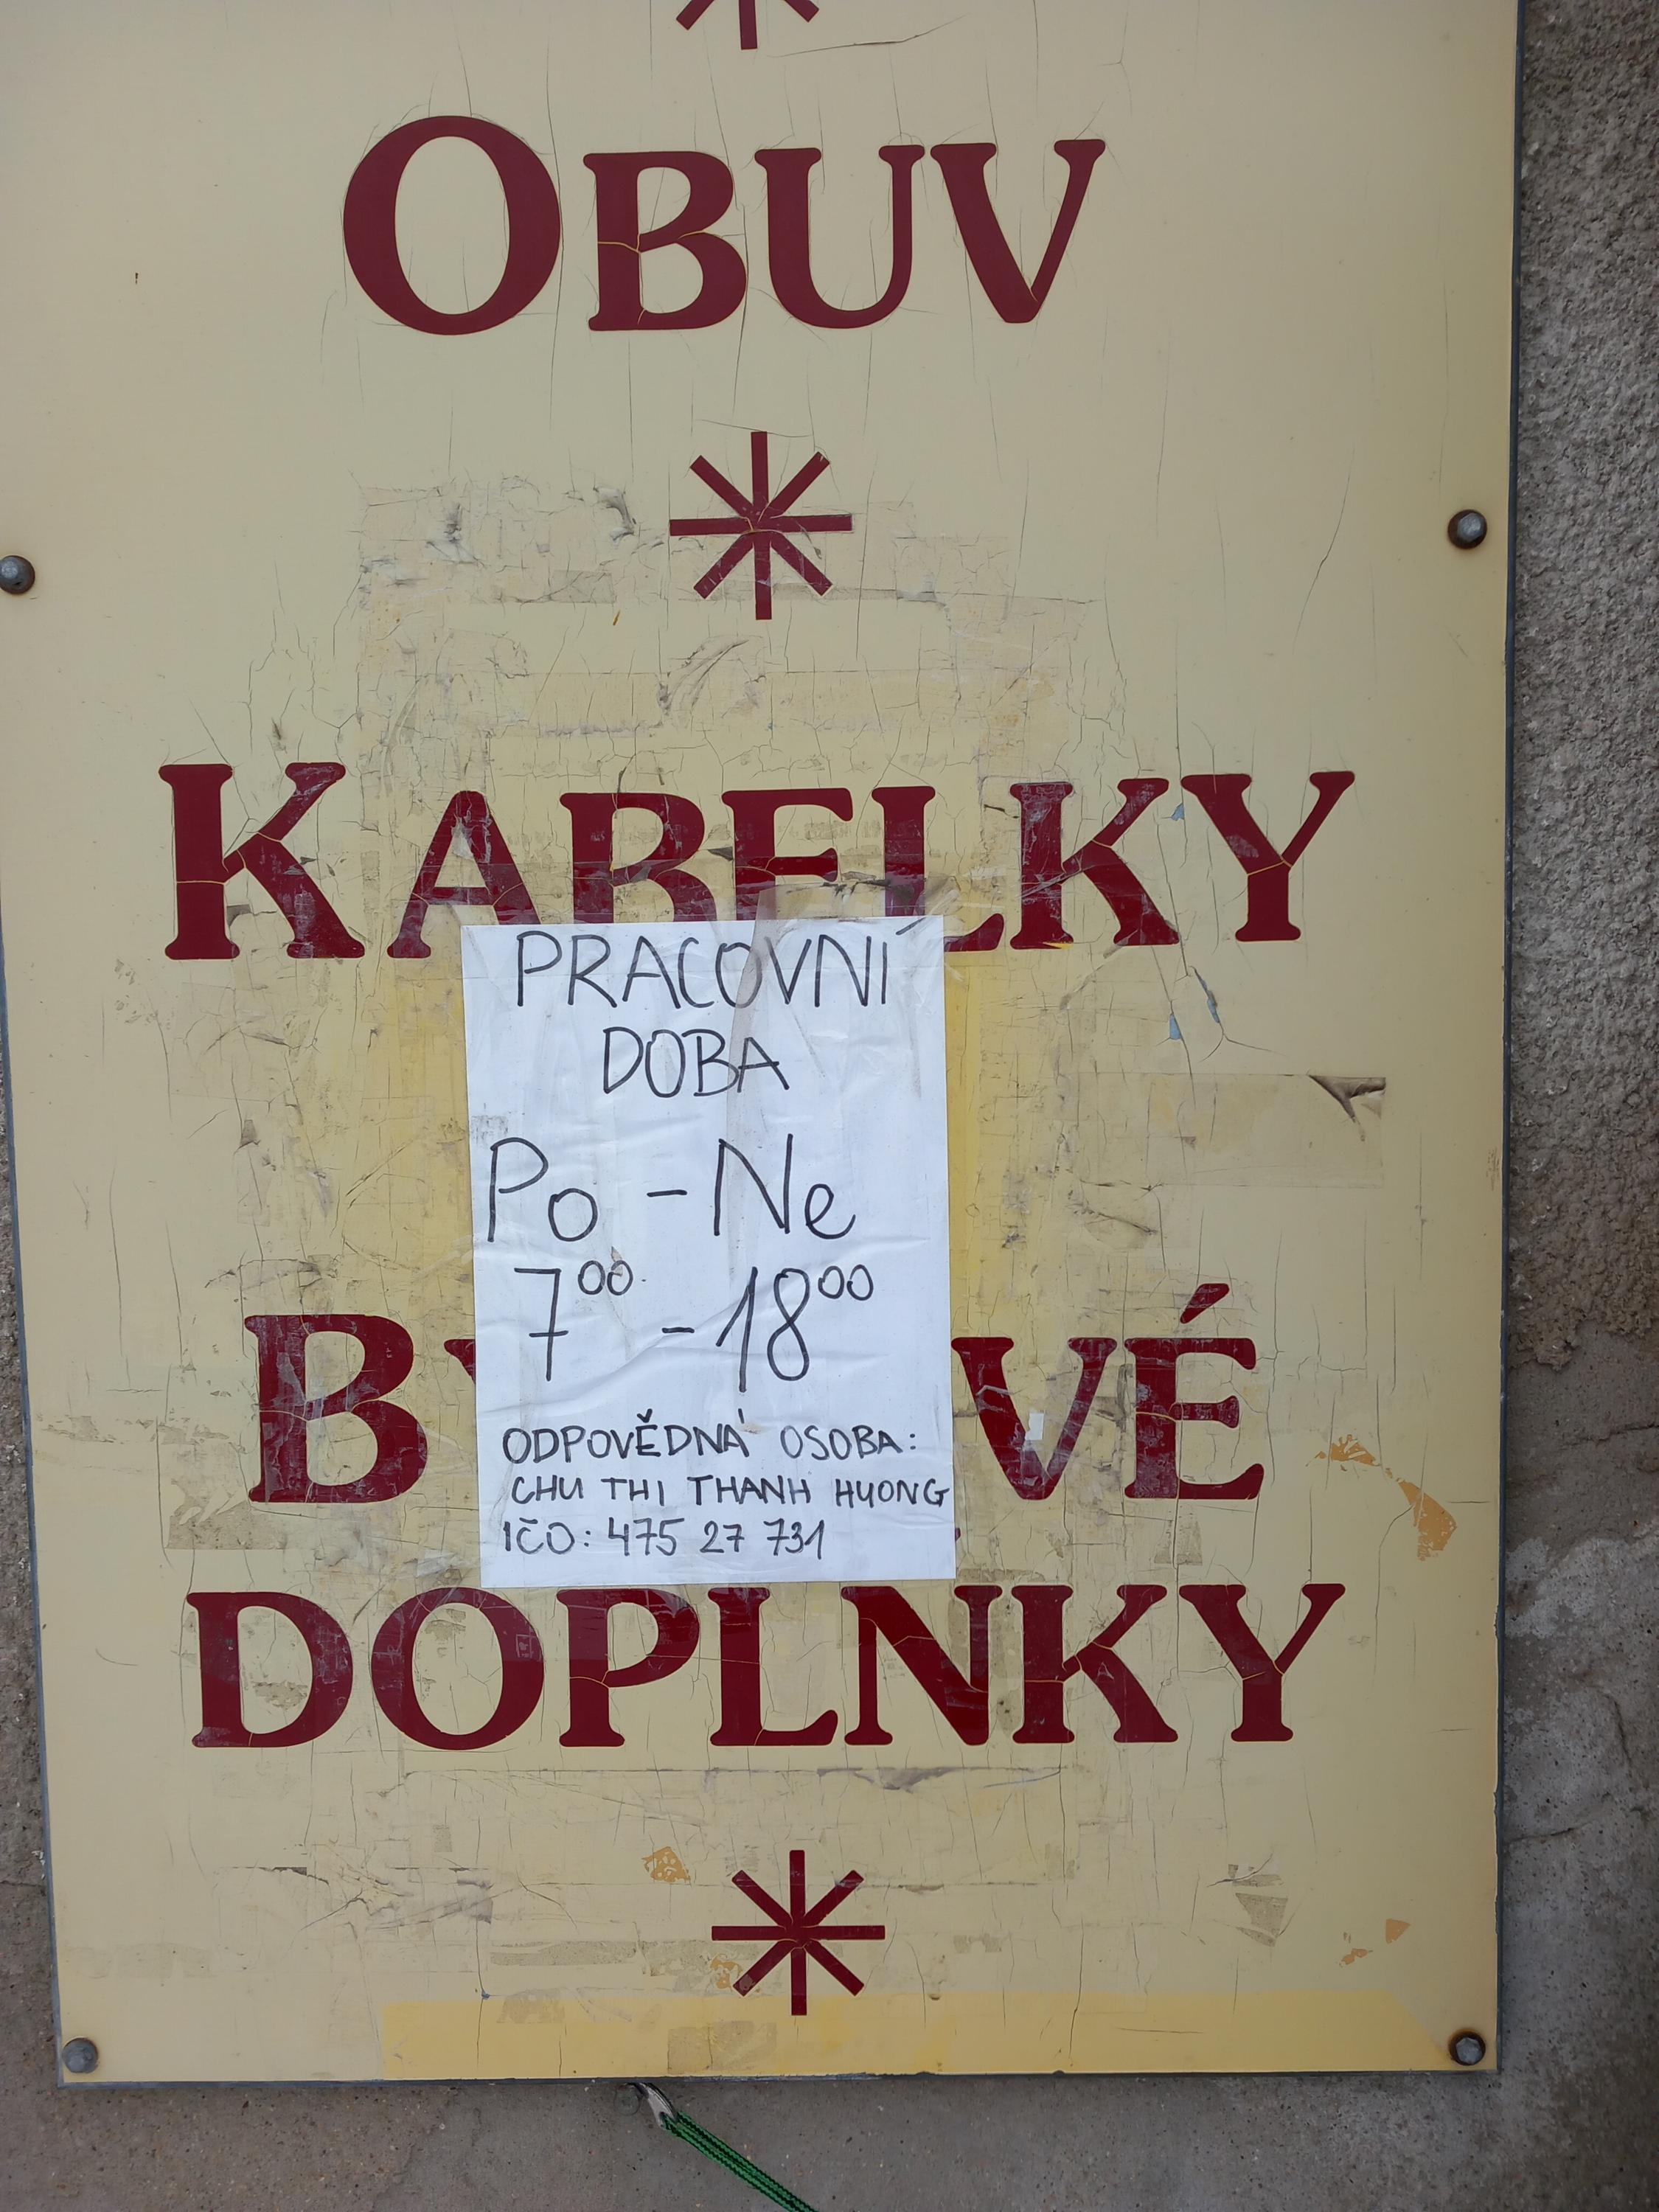 OBUV
KABELKY
PRACOVNÍ
DOBA
Po - Ne
7⁰⁰ - 18⁰⁰
ODPOVĚDNÁ OSOBA:
CHU THI THANH HUONG
IČO: 475 27 731
DOPLNKY